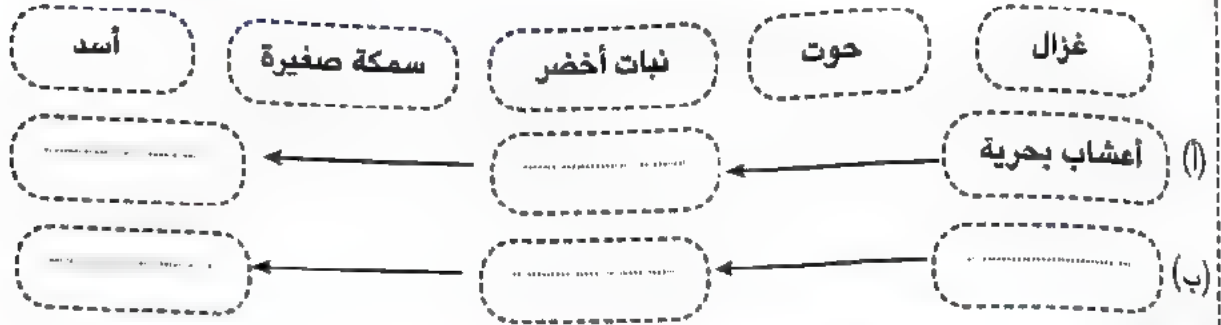 غزال حوت نبات أخضر سمكة صغيرة أسد
(أ) أعشاب بحرية
(ب)